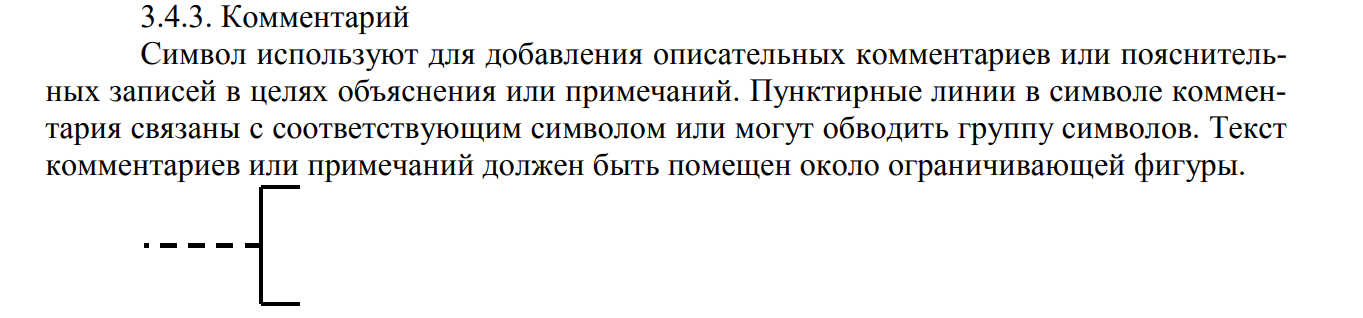 3.4.3. Комментарий
Символ используют для добавления описательных комментариев или пояснитель-
ных записей в целях объяснения или примечаний. Пунктирные линии в символе коммен-
тария связаны с соответствующим символом или могут обводить группу символов. Текст
комментариев или примечаний должен быть помещен около ограничивающей фигуры.